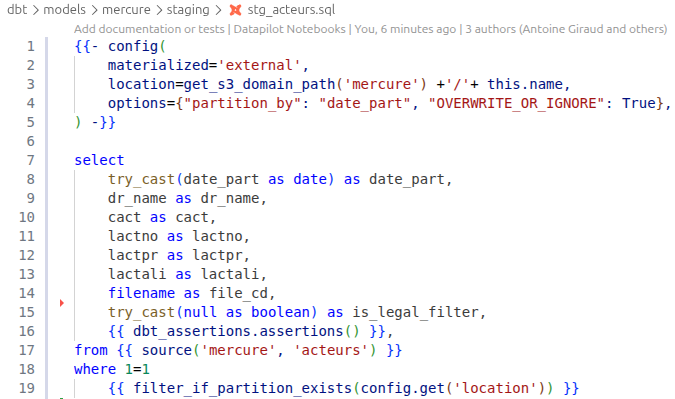 dbt > models > mercure > staging > stg_acteurs.sql
Add documentation or tests | Datapilot Notebooks | You, 6 minutes ago | 3 authors (Antoine Giraud and others)
1 {{- config(
2     materialized='external',
3     location=get_s3_domain_path('mercure') +'/'+ this.name,
4     options={"partition_by": "date_part", "OVERWRITE_OR_IGNORE": True},
5 ) -}}
6
7 select
8     try_cast(date_part as date) as date_part,
9     dr_name as dr_name,
10     cact as cact,
11     lactno as lactno,
12     lactpr as lactpr,
13     lactali as lactali,
14     filename as file_cd,
15     try_cast(null as boolean) as is_legal_filter,
16     {{ dbt_assertions.assertions() }},
17 from {{ source('mercure', 'acteurs') }}
18 where 1=1
19     {{ filter_if_partition_exists(config.get('location')) }}